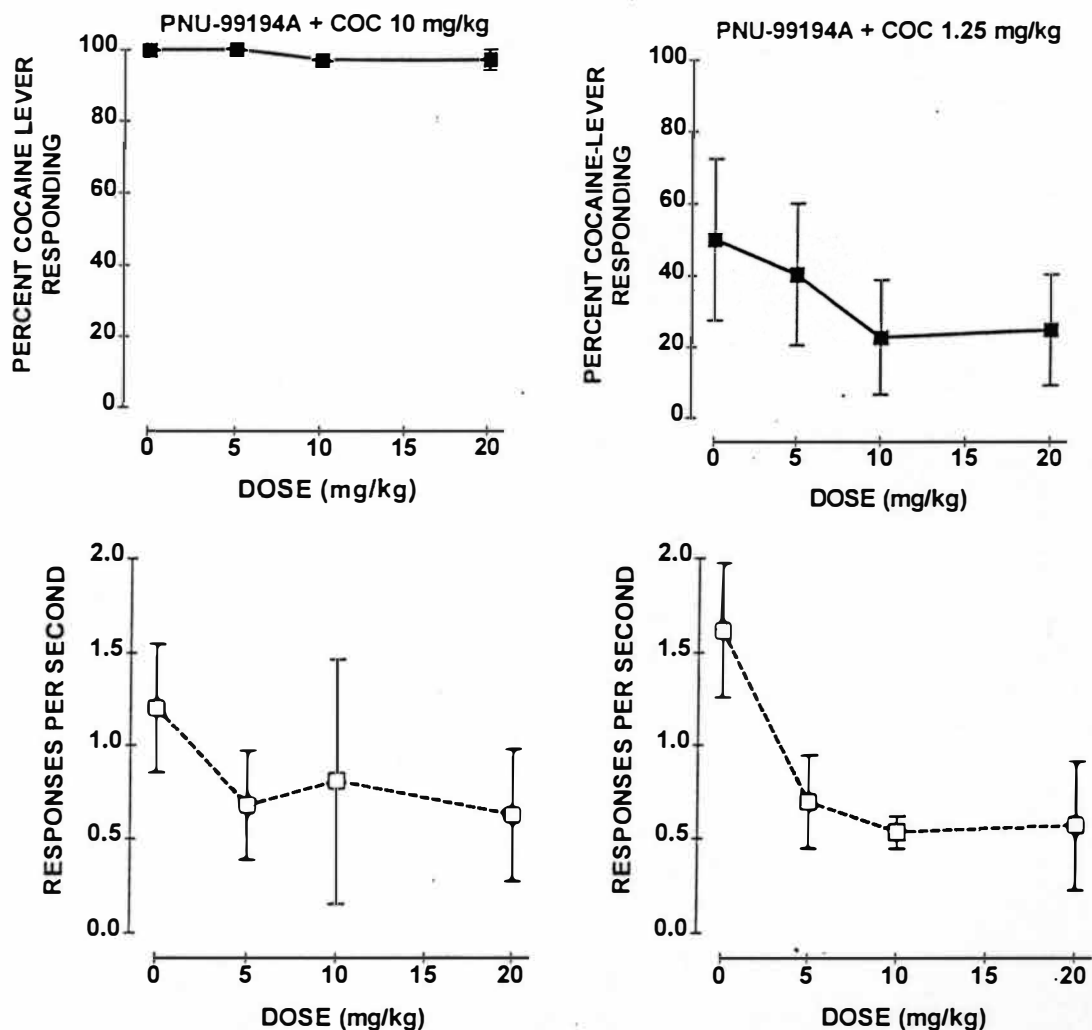 PNU-99194A + COC 10 mg/kg
PERCENT COCAINE LEVER
RESPONDING
100
80
60
40
20
0
0 5 10 15 20
DOSE (mg/kg)
PNU-99194A + COC 1.25 mg/kg
PERCENT COCAINE-LEVER
RESPONDING
100
80
60
40
20
0
0 5 10 15 20
DOSE (mg/kg)
RESPONSES PER SECOND
2.0
1.5
1.0
0.5
0.0
0 5 10 15 20
DOSE (mg/kg)
RESPONSES PER SECOND
2.0
1.5
1.0
0.5
0.0
0 5 10 15 20
DOSE (mg/kg)